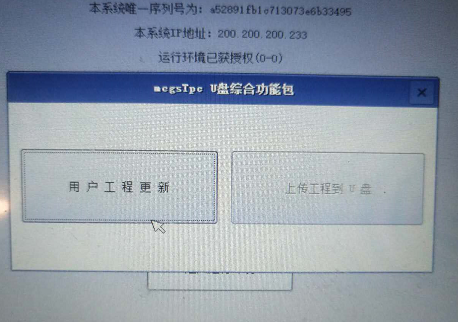 本系统唯一序列号为: a52891fb1c713073e6b33495
本系统IP地址: 200.200.200.233
运行环境已获授权(0-0)
mcgsTpc U盘综合功能包
用户工程更新
上传工程到 U 盘